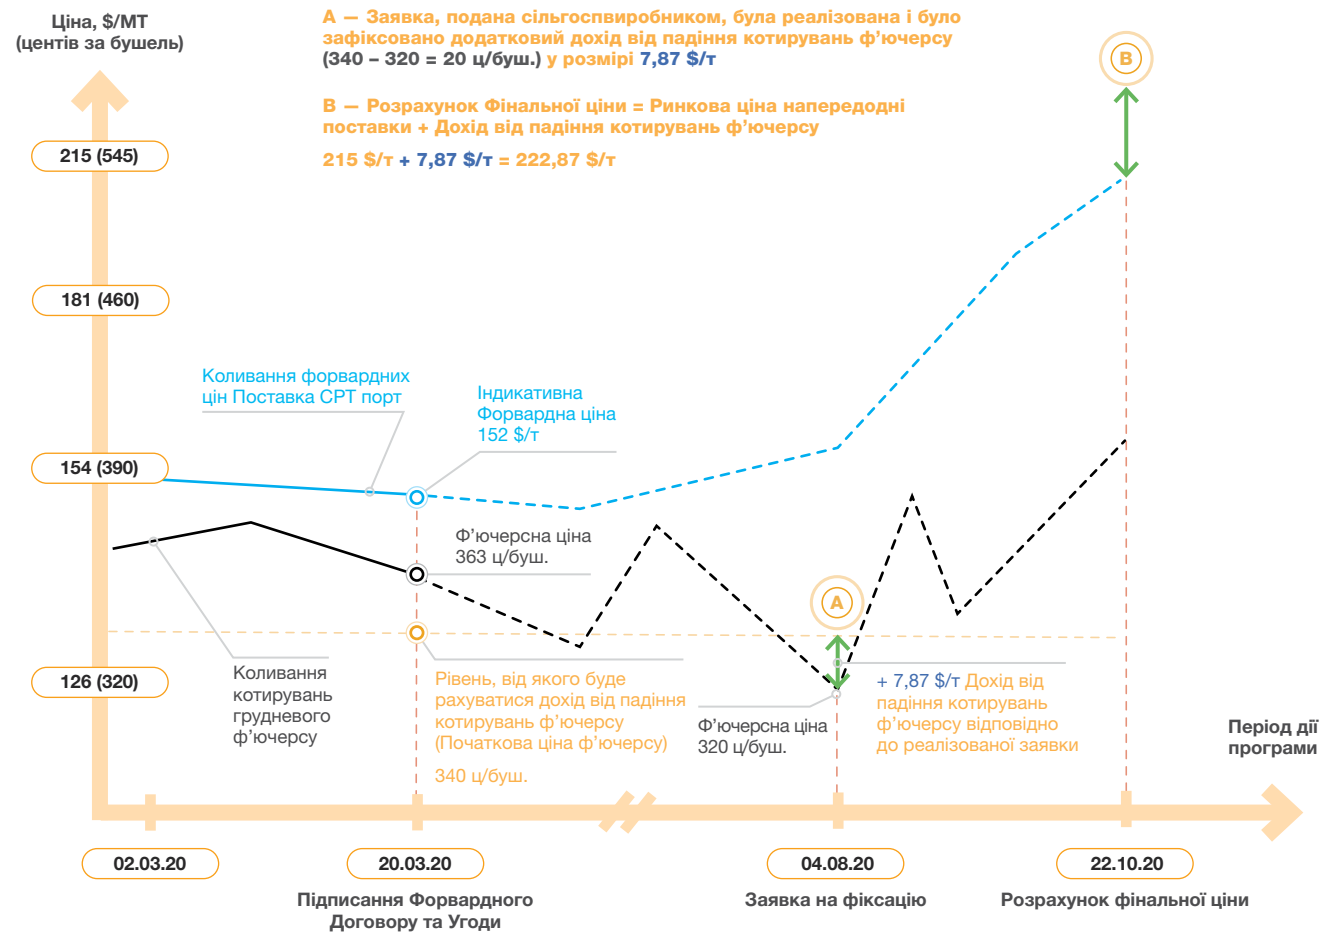 Ціна, $/МТ
(центів за бушель)
А — Заявка, подана сільгоспвиробником, була реалізована і було
зафіксовано додатковий дохід від падіння котирувань ф’ючерсу
(340 – 320 = 20 ц/буш.) у розмірі 7,87 $/т
В — Розрахунок Фінальної ціни = Ринкова ціна напередодні
поставки + Дохід від падіння котирувань ф’ючерсу
215 $/т + 7,87 $/т = 222,87 $/т
B
215 (545)
181 (460)
Коливання форвардних
цін Поставка СРТ порт
Індикативна
Форвардна ціна
152 $/т
154 (390)
Ф’ючерсна ціна
363 ц/буш.
A
126 (320)
Коливання
котирувань
грудневого
ф’ючерсу
Рівень, від якого буде
рахуватися дохід від падіння
котирувань ф’ючерсу
(Початкова ціна ф’ючерсу)
340 ц/буш.
Ф’ючерсна ціна
320 ц/буш.
+ 7,87 $/т Дохід від
падіння котирувань
ф’ючерсу відповідно
до реалізованої заявки
Період дії
програми
02.03.20
20.03.20
04.08.20
22.10.20
Підписання Форвардного
Договору та Угоди
Заявка на фіксацію
Розрахунок фінальної ціни